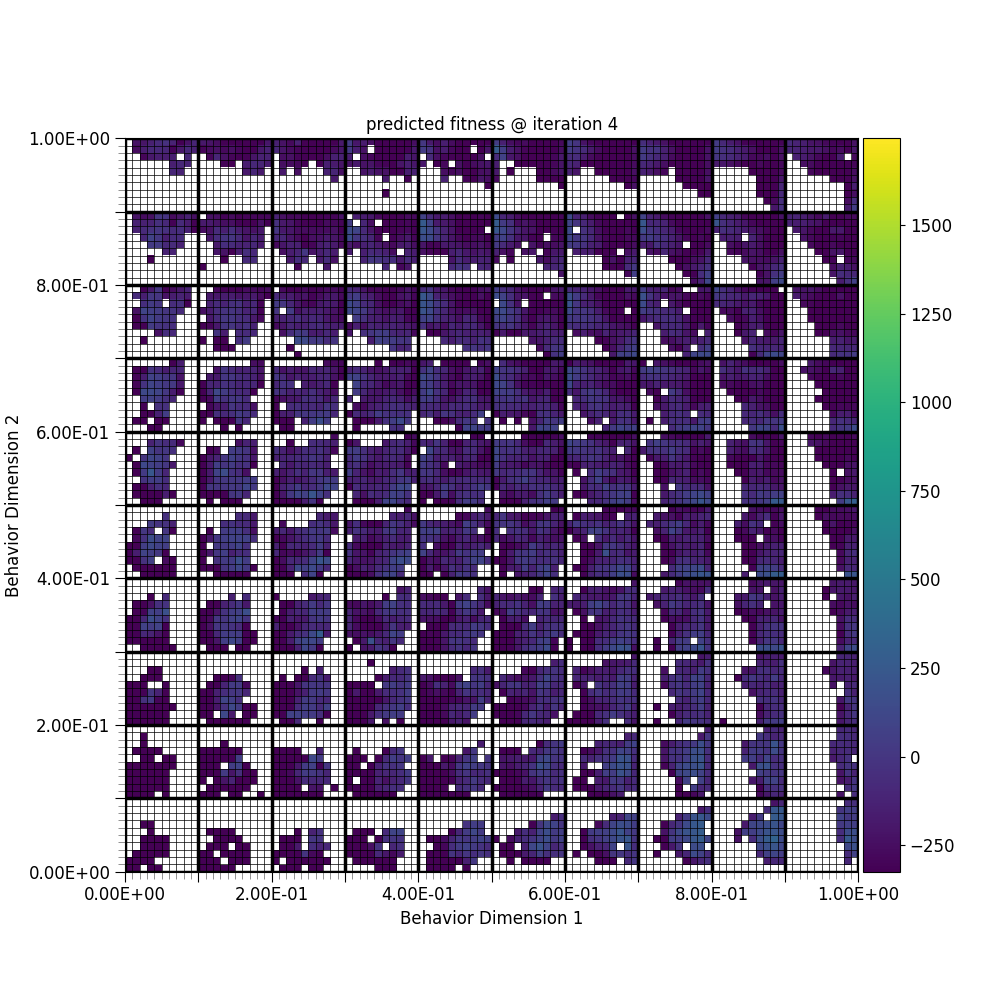 predicted fitness @ iteration 4
1.00E+00
8.00E-01
6.00E-01
4.00E-01
2.00E-01
0.00E+00
Behavior Dimension 2
0.00E+00 2.00E-01 4.00E-01 6.00E-01 8.00E-01 1.00E+00
Behavior Dimension 1
1500
1250
1000
750
500
250
0
−250